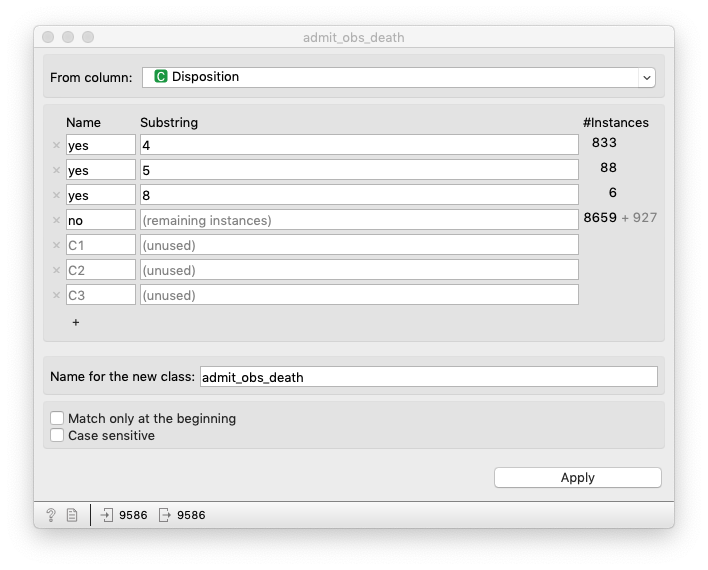 admit_obs_death
From column: C Disposition
Name Substring #Instances
× yes 4 833
× yes 5 88
× yes 8 6
× no (remaining instances) 8659 + 927
× C1 (unused)
× C2 (unused)
× C3 (unused)
+
Name for the new class: admit_obs_death
Match only at the beginning
Case sensitive
Apply
? 9586 9586